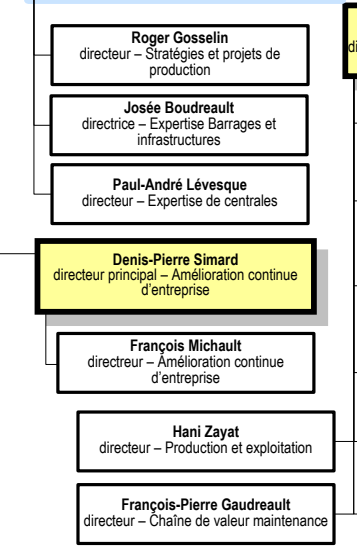 Roger Gosselin
directeur – Stratégies et projets de
production
Josée Boudreault
directrice – Expertise Barrages et
infrastructures
Paul-André Lévesque
directeur – Expertise de centrales
Denis-Pierre Simard
directeur principal – Amélioration continue
d'entreprise
François Michault
directreur – Amélioration continue
d'entreprise
Hani Zayat
directeur – Production et exploitation
François-Pierre Gaudreault
directeur – Chaîne de valeur maintenance